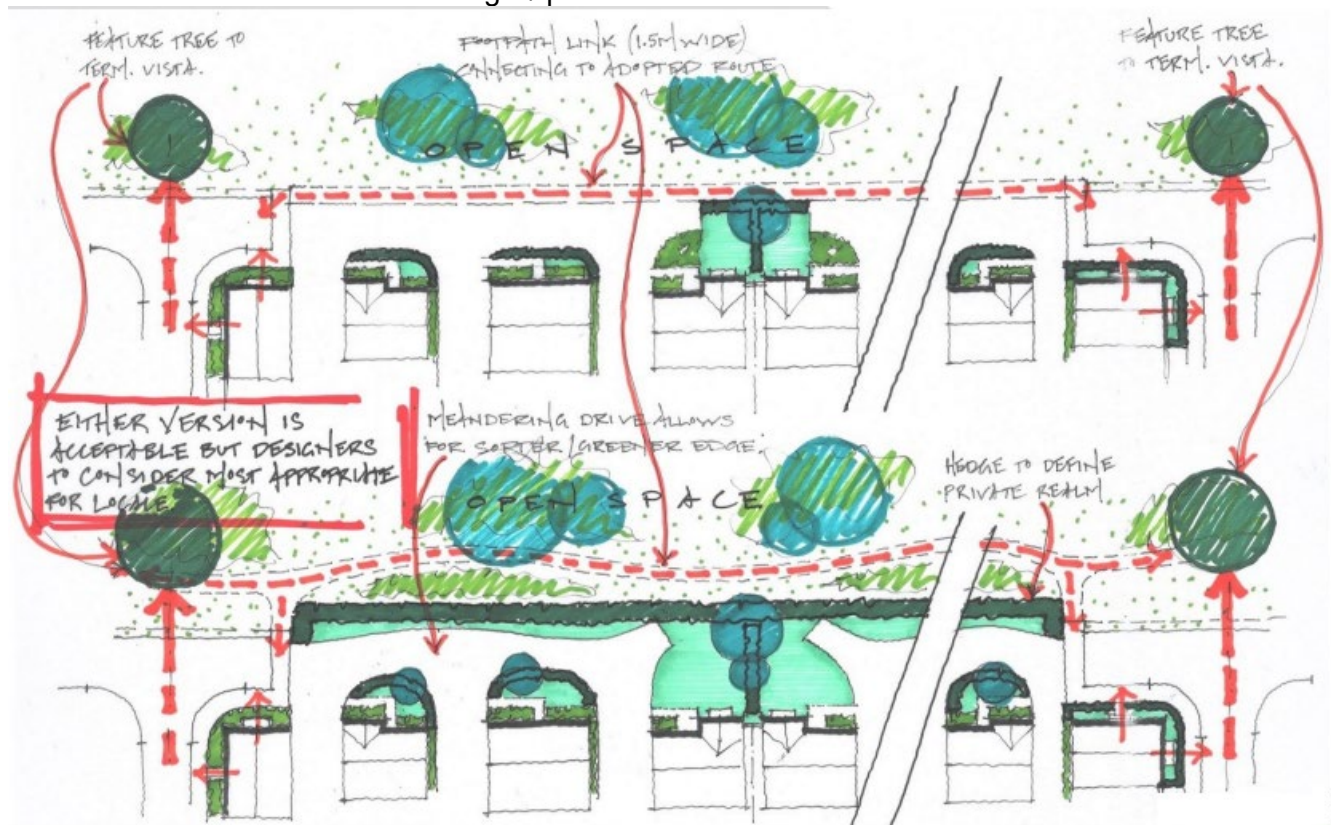 FEATURE TREE TO
TERM. VISTA.
FOOTPATH LINK (1.5M WIDE)
CONNECTING TO ADOPTED ROUTE
FEATURE TREE
TO TERM. VISTA.
OPEN SPACE
EITHER VERSION IS
ACCEPTABLE BUT DESIGNERS
TO CONSIDER MOST APPROPRIATE
FOR LOCALE
MEANDERING DRIVE ALLOWS
FOR SOFTER/GREENER EDGE;
HEDGE TO DEFINE
PRIVATE REALM
OPEN SPACE